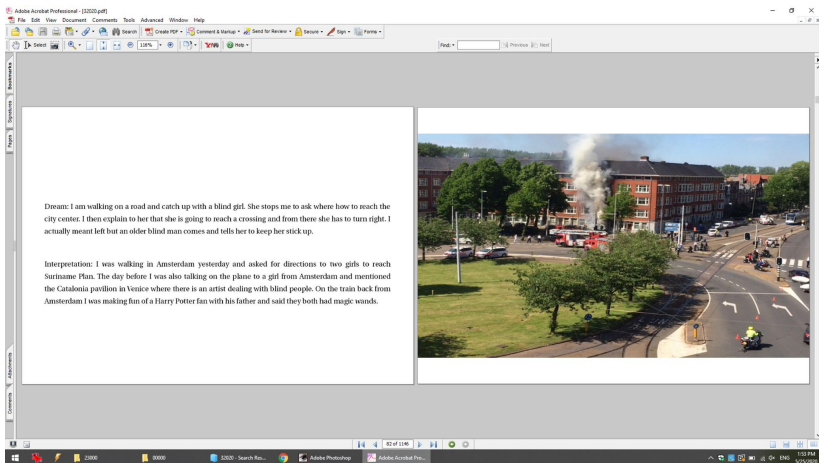 Adobe Acrobat Professional - [32020.pdf]
File Edit View Document Comments Tools Advanced Window Help
Search Create PDF Comment & Markup Send for Review Secure Sign Forms
Select 116% Help Find: Previous Next
Bookmarks
Signatures
Pages
Dream: I am walking on a road and catch up with a blind girl. She stops me to ask where how to reach the
city center. I then explain to her that she is going to reach a crossing and from there she has to turn right. I
actually meant left but an older blind man comes and tells her to keep her stick up.
Interpretation: I was walking in Amsterdam yesterday and asked for directions to two girls to reach
Suriname Plan. The day before I was also talking on the plane to a girl from Amsterdam and mentioned
the Catalonia pavilion in Venice where there is an artist dealing with blind people. On the train back from
Amsterdam I was making fun of a Harry Potter fan with his father and said they both had magic wands.
Attachments
Comments
82 of 1146
23000 00000 32020 - Search Res... Adobe Photoshop Adobe Acrobat Pro... ENG 1:53 PM
5/25/2020